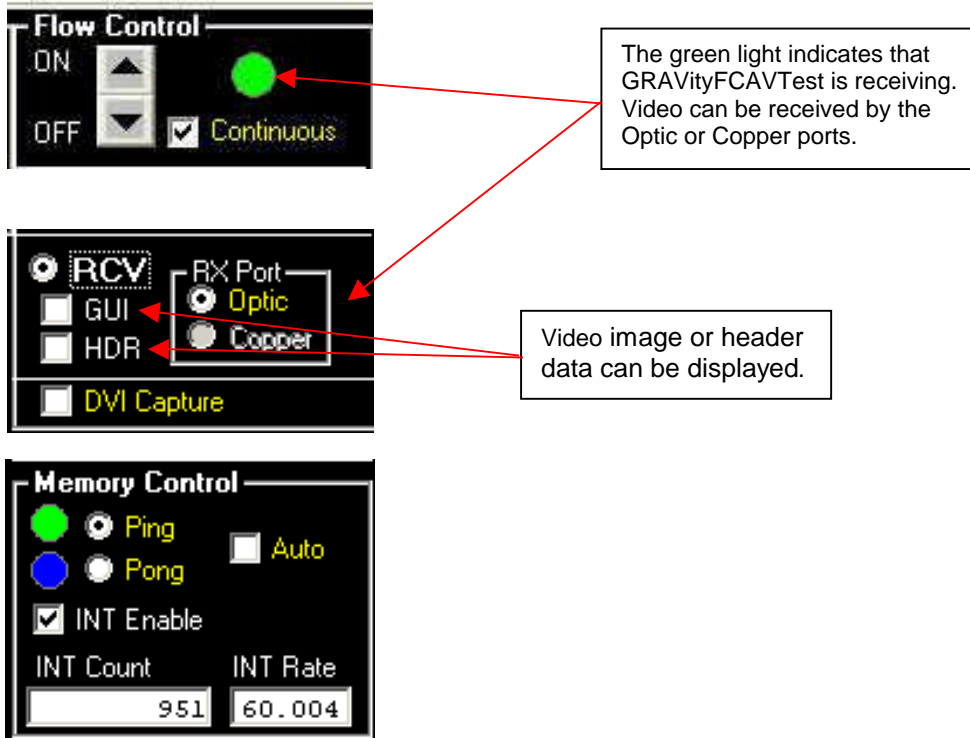 Flow Control
ON
OFF
Continuous
The green light indicates that
GRAVityFCAVTest is receiving.
Video can be received by the
Optic or Copper ports.
RCV
GUI
HDR
RX Port
Optic
Copper
DVI Capture
Video image or header
data can be displayed.
Memory Control
Ping
Pong
Auto
INT Enable
INT Count
INT Rate
951
60.004